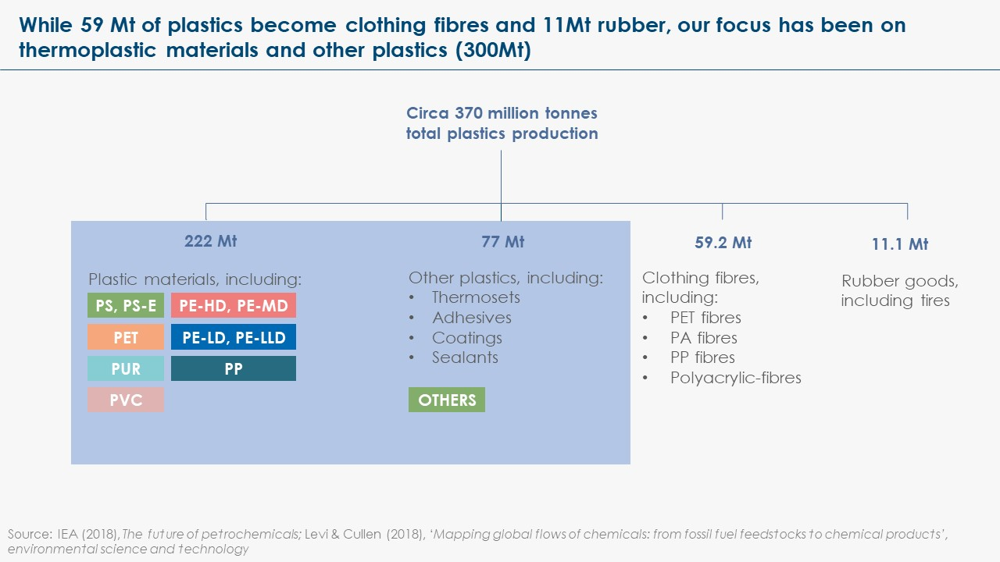 While 59 Mt of plastics become clothing fibres and 11Mt rubber, our focus has been on
thermoplastic materials and other plastics (300Mt)
Circa 370 million tonnes
total plastics production
222 Mt
Plastic materials, including:
PS, PS-E
PE-HD, PE-MD
PET
PE-LD, PE-LLD
PUR
PP
PVC
77 Mt
Other plastics, including:
• Thermosets
• Adhesives
• Coatings
• Sealants
OTHERS
59.2 Mt
Clothing fibres,
including:
• PET fibres
• PA fibres
• PP fibres
• Polyacrylic-fibres
11.1 Mt
Rubber goods,
including tires
Source: IEA (2018),The future of petrochemicals; Levi & Cullen (2018), ‘Mapping global flows of chemicals: from fossil fuel feedstocks to chemical products’,
environmental science and technology